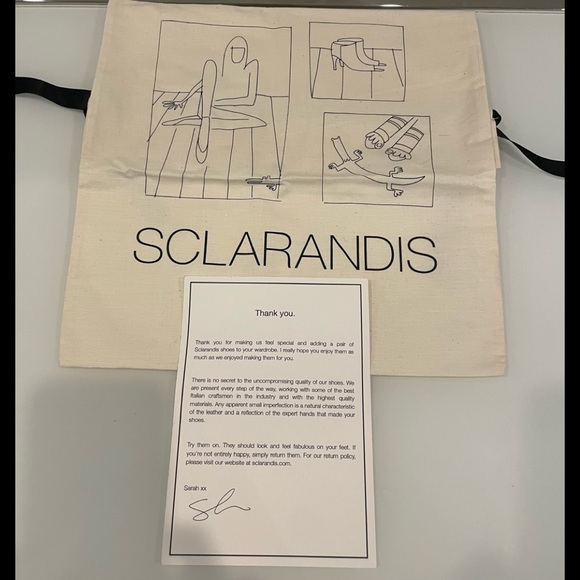 SCLARANDIS
Thank you.
Thank you for making us feel special and adding a pair of
Sclarandis shoes to your wardrobe. I really hope you enjoy them as
much as we enjoyed making them for you.
There is no secret to the uncompromising quality of our shoes. We
are present every step of the way, working with some of the best
Italian craftsmen in the industry and with the highest quality
materials. Any apparent small imperfection is a natural characteristic
of the leather and a reflection of the expert hands that made your
shoes.
Try them on. They should look and feel fabulous on your feet. If
you're not entirely happy, simply return them. For our return policy,
please visit our website at sclarandis.com.
Sarah xx